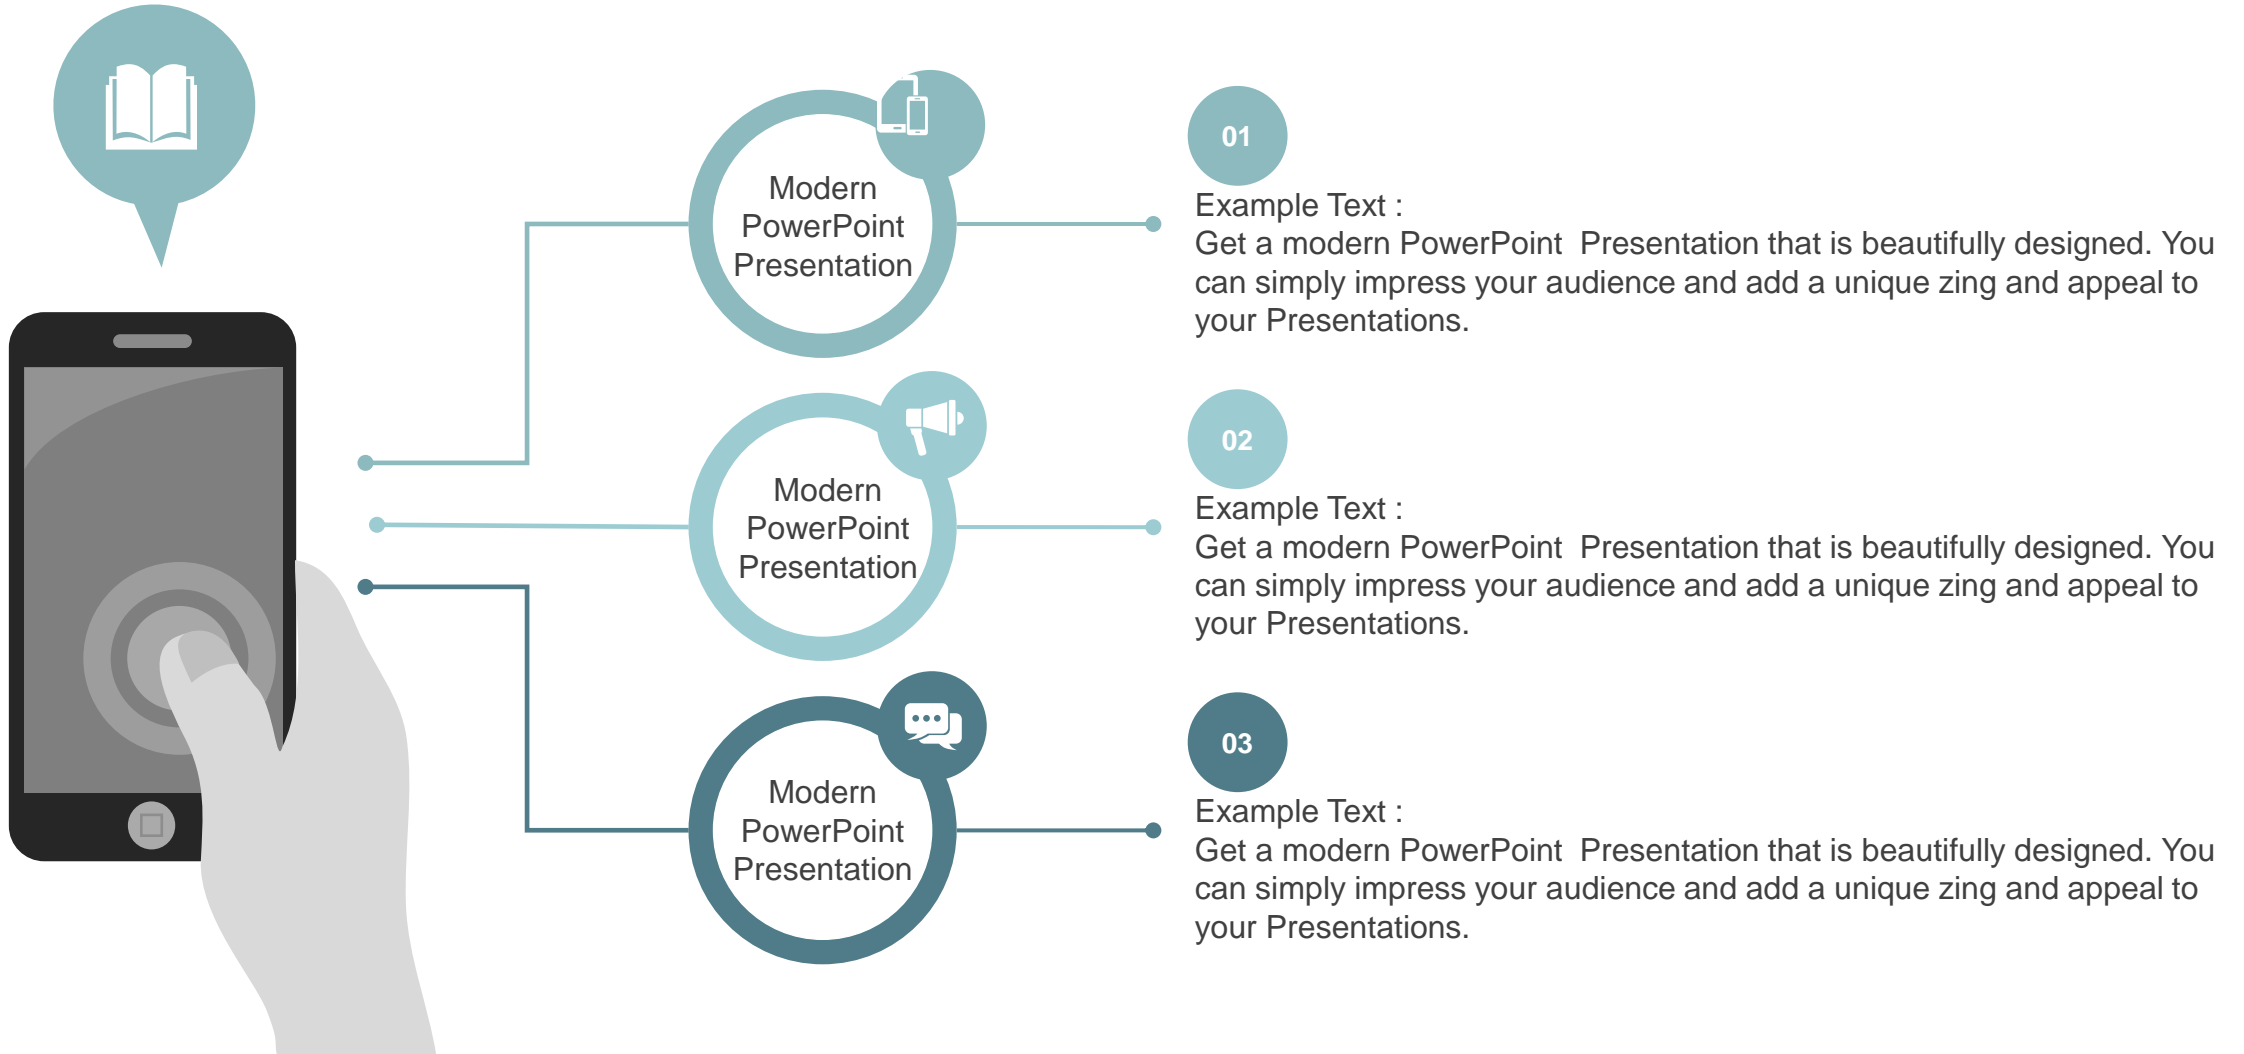 Modern
PowerPoint
Presentation
01
Example Text :
Get a modern PowerPoint  Presentation that is beautifully designed. You
can simply impress your audience and add a unique zing and appeal to
your Presentations.
Modern
PowerPoint
Presentation
02
Example Text :
Get a modern PowerPoint  Presentation that is beautifully designed. You
can simply impress your audience and add a unique zing and appeal to
your Presentations.
Modern
PowerPoint
Presentation
03
Example Text :
Get a modern PowerPoint  Presentation that is beautifully designed. You
can simply impress your audience and add a unique zing and appeal to
your Presentations.